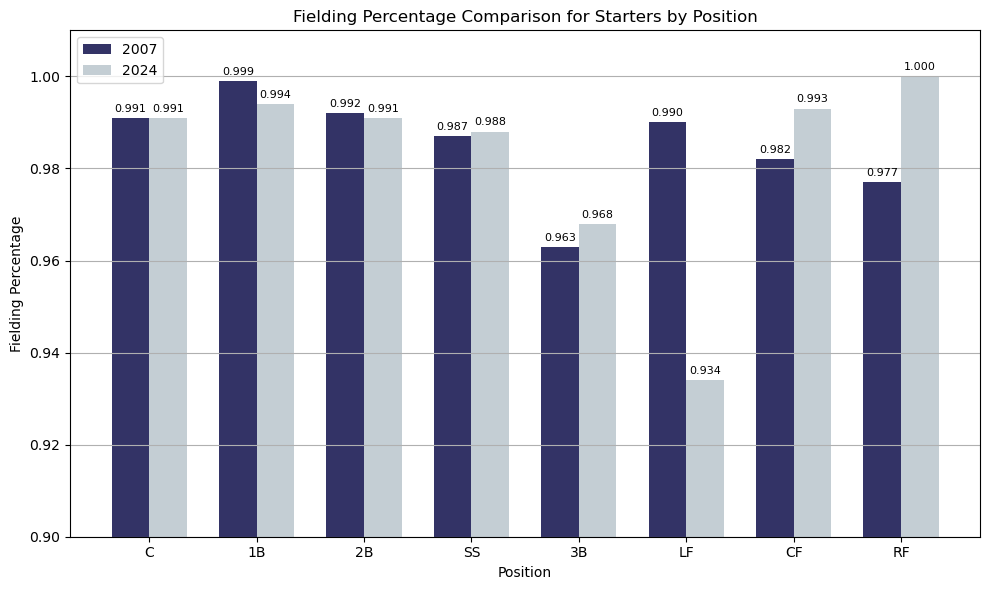 Fielding Percentage Comparison for Starters by Position
2007
2024
Fielding Percentage
1.00
0.98
0.96
0.94
0.92
0.90
0.991
0.991
0.999
0.994
0.992
0.991
0.987
0.988
0.963
0.968
0.990
0.934
0.982
0.993
0.977
1.000
C
1B
2B
SS
3B
LF
CF
RF
Position